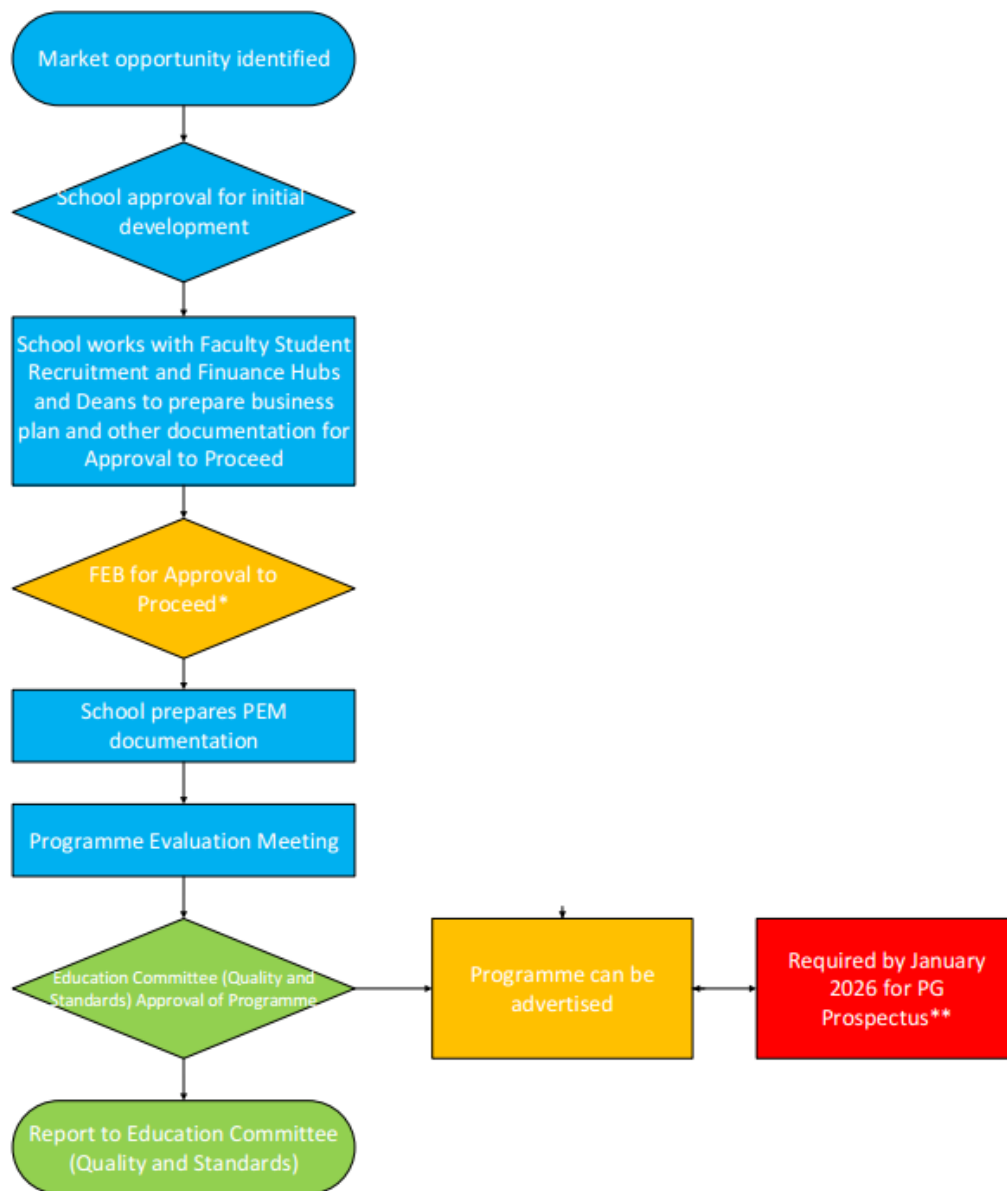 Market opportunity identified
School approval for initial
development
School works with Faculty Student
Recruitment and Finuance Hubs
and Deans to prepare business
plan and other documentation for
Approval to Proceed
FEB for Approval to
Proceed*
School prepares PEM
documentation
Programme Evaluation Meeting
Education Committee (Quality and
Standards) Approval of Programme
Programme can be
advertised
Required by January
2026 for PG
Prospectus**
Report to Education Committee
(Quality and Standards)